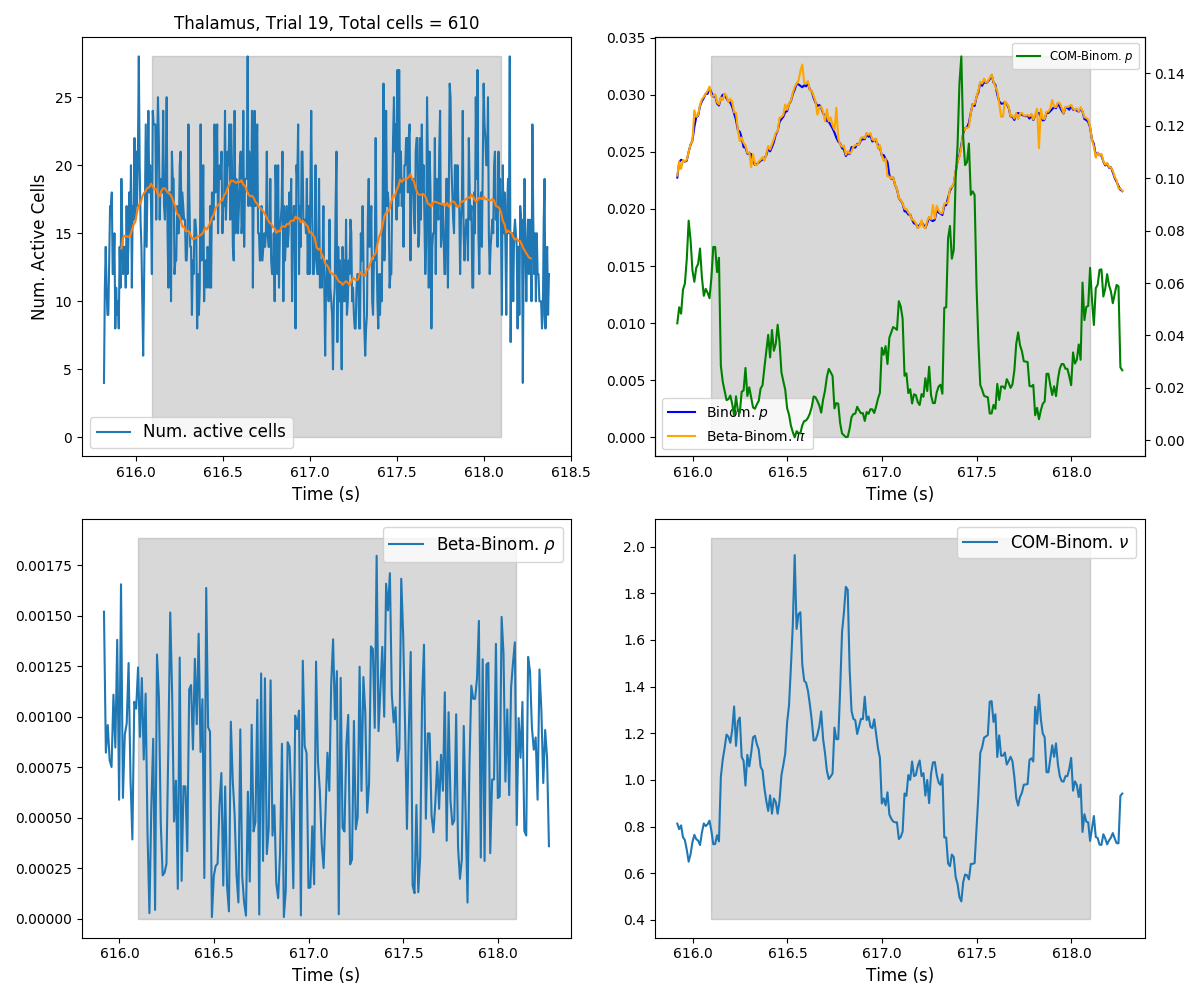 Thalamus, Trial 19, Total cells = 610
Num. Active Cells
25
20
15
10
5
0
Num. active cells
616.0 616.5 617.0 617.5 618.0 618.5
Time (s)
0.035
0.030
0.025
0.020
0.015
0.010
0.005
0.000
COM-Binom. p
0.14
0.12
0.10
0.08
0.06
0.04
0.02
0.00
Binom. p
Beta-Binom. π
616.0 616.5 617.0 617.5 618.0
Time (s)
Beta-Binom. ρ
0.00175
0.00150
0.00125
0.00100
0.00075
0.00050
0.00025
0.00000
616.0 616.5 617.0 617.5 618.0
Time (s)
COM-Binom. ν
2.0
1.8
1.6
1.4
1.2
1.0
0.8
0.6
0.4
616.0 616.5 617.0 617.5 618.0
Time (s)